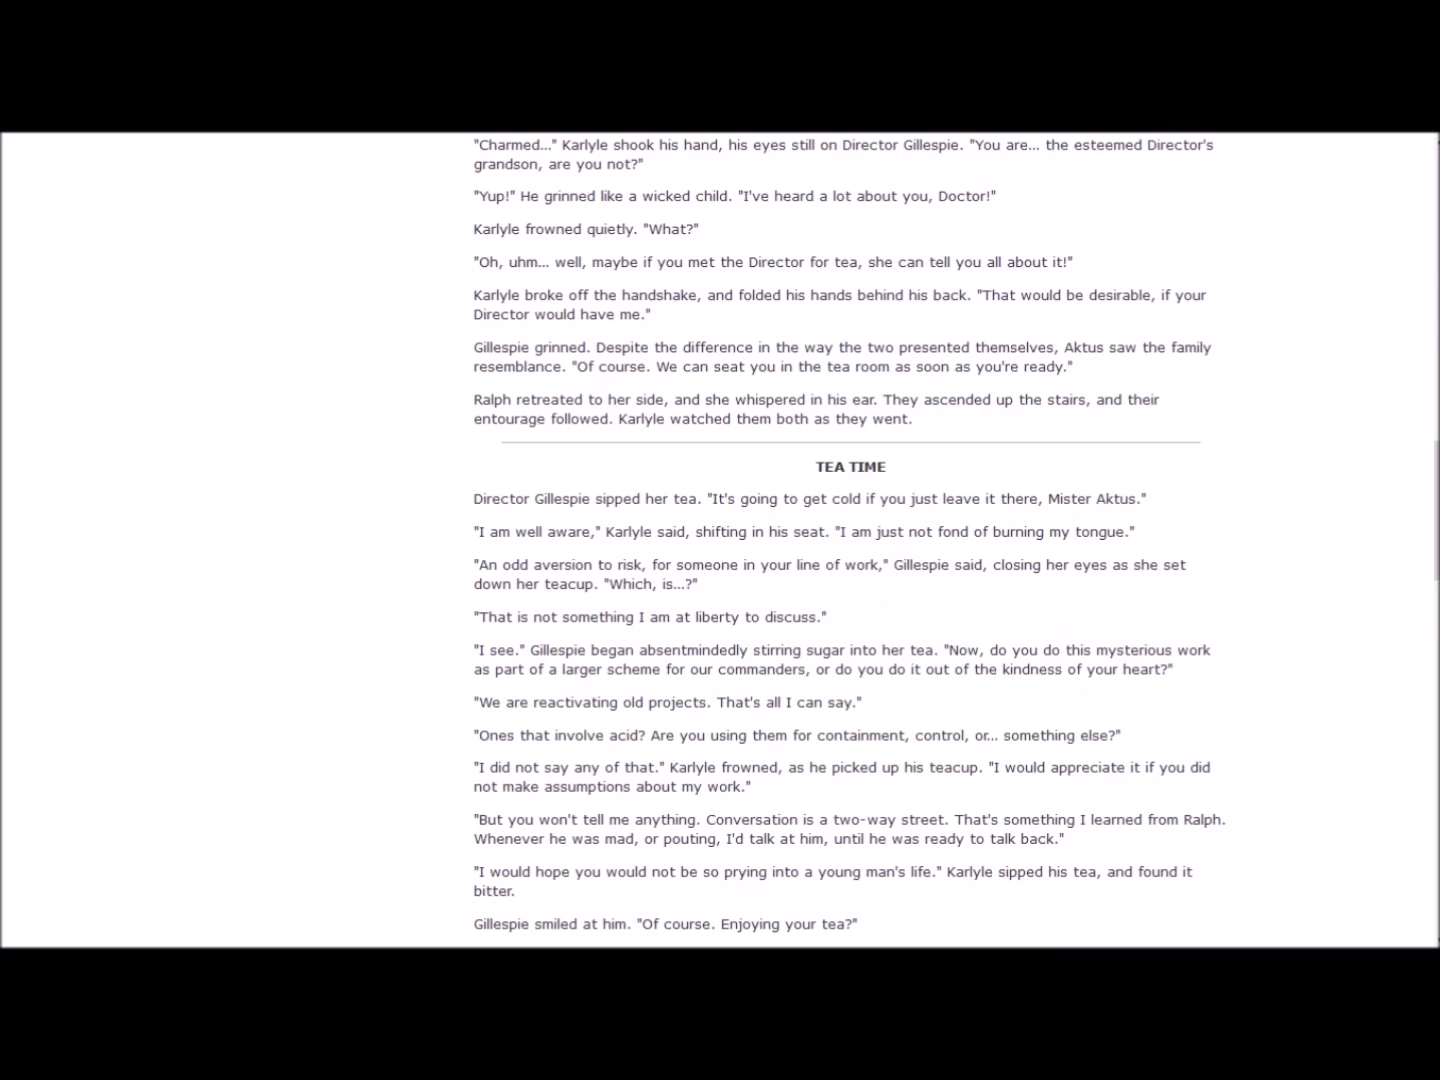 "Charmed..." Karlyle shook his hand, his eyes still on Director Gillespie. "You are... the esteemed Director's
grandson, are you not?"
"Yup!" He grinned like a wicked child. "I've heard a lot about you, Doctor!"
Karlyle frowned quietly. "What?"
"Oh, uhm... well, maybe if you met the Director for tea, she can tell you all about it!"
Karlyle broke off the handshake, and folded his hands behind his back. "That would be desirable, if your
Director would have me."
Gillespie grinned. Despite the difference in the way the two presented themselves, Aktus saw the family
resemblance. "Of course. We can seat you in the tea room as soon as you're ready."
Ralph retreated to her side, and she whispered in his ear. They ascended up the stairs, and their
entourage followed. Karlyle watched them both as they went.
TEA TIME
Director Gillespie sipped her tea. "It's going to get cold if you just leave it there, Mister Aktus."
"I am well aware," Karlyle said, shifting in his seat. "I am just not fond of burning my tongue."
"An odd aversion to risk, for someone in your line of work," Gillespie said, closing her eyes as she set
down her teacup. "Which, is...?"
"That is not something I am at liberty to discuss."
"I see." Gillespie began absentmindedly stirring sugar into her tea. "Now, do you do this mysterious work
as part of a larger scheme for our commanders, or do you do it out of the kindness of your heart?"
"We are reactivating old projects. That's all I can say."
"Ones that involve acid? Are you using them for containment, control, or... something else?"
"I did not say any of that." Karlyle frowned, as he picked up his teacup. "I would appreciate it if you did
not make assumptions about my work."
"But you won't tell me anything. Conversation is a two-way street. That's something I learned from Ralph.
Whenever he was mad, or pouting, I'd talk at him, until he was ready to talk back."
"I would hope you would not be so prying into a young man's life." Karlyle sipped his tea, and found it
bitter.
Gillespie smiled at him. "Of course. Enjoying your tea?"